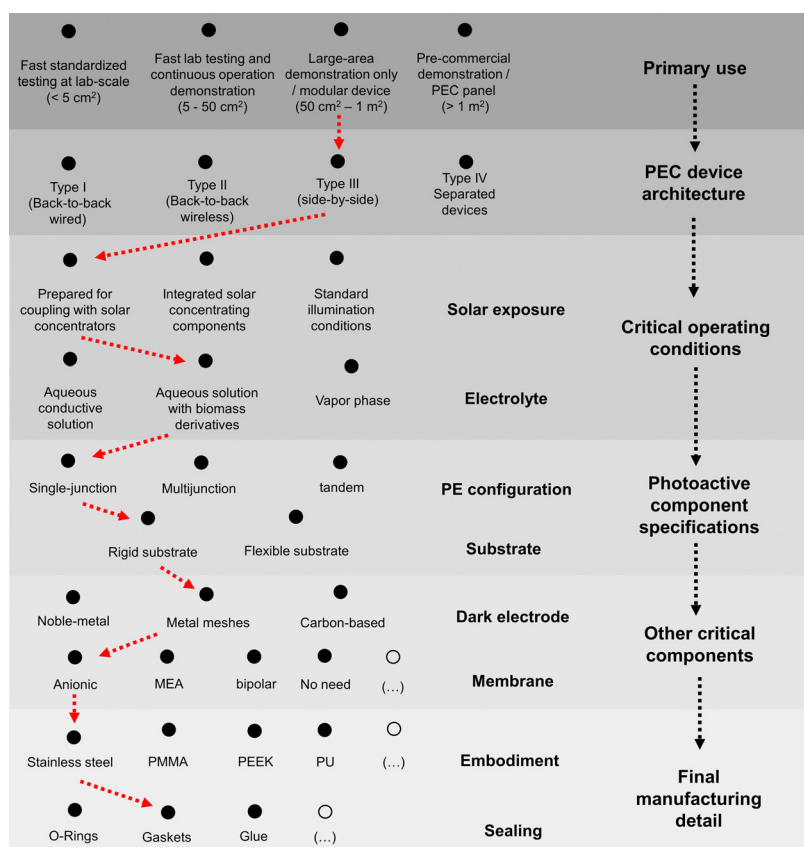 Fast standardized
testing at lab-scale
(< 5 cm²)
Fast lab testing and
continuous operation
demonstration
(5 - 50 cm²)
Large-area
demonstration only
/ modular device
(50 cm² – 1 m²)
Pre-commercial
demonstration /
PEC panel
(> 1 m²)
Primary use
Type I
(Back-to-back
wired)
Type II
(Back-to-back
wireless)
Type III
(side-by-side)
Type IV
Separated
devices
PEC device
architecture
Prepared for
coupling with solar
concentrators
Integrated solar
concentrating
components
Standard
illumination
conditions
Solar exposure
Critical operating
conditions
Aqueous
conductive
solution
Aqueous solution
with biomass
derivatives
Vapor phase
Electrolyte
Single-junction
Multijunction
tandem
PE configuration
Photoactive
component
specifications
Rigid substrate
Flexible substrate
Substrate
Noble-metal
Metal meshes
Carbon-based
Dark electrode
Other critical
components
Anionic
MEA
bipolar
No need
(...)
Membrane
Stainless steel
PMMA
PEEK
PU
(...)
Embodiment
Final
manufacturing
detail
O-Rings
Gaskets
Glue
(...)
Sealing